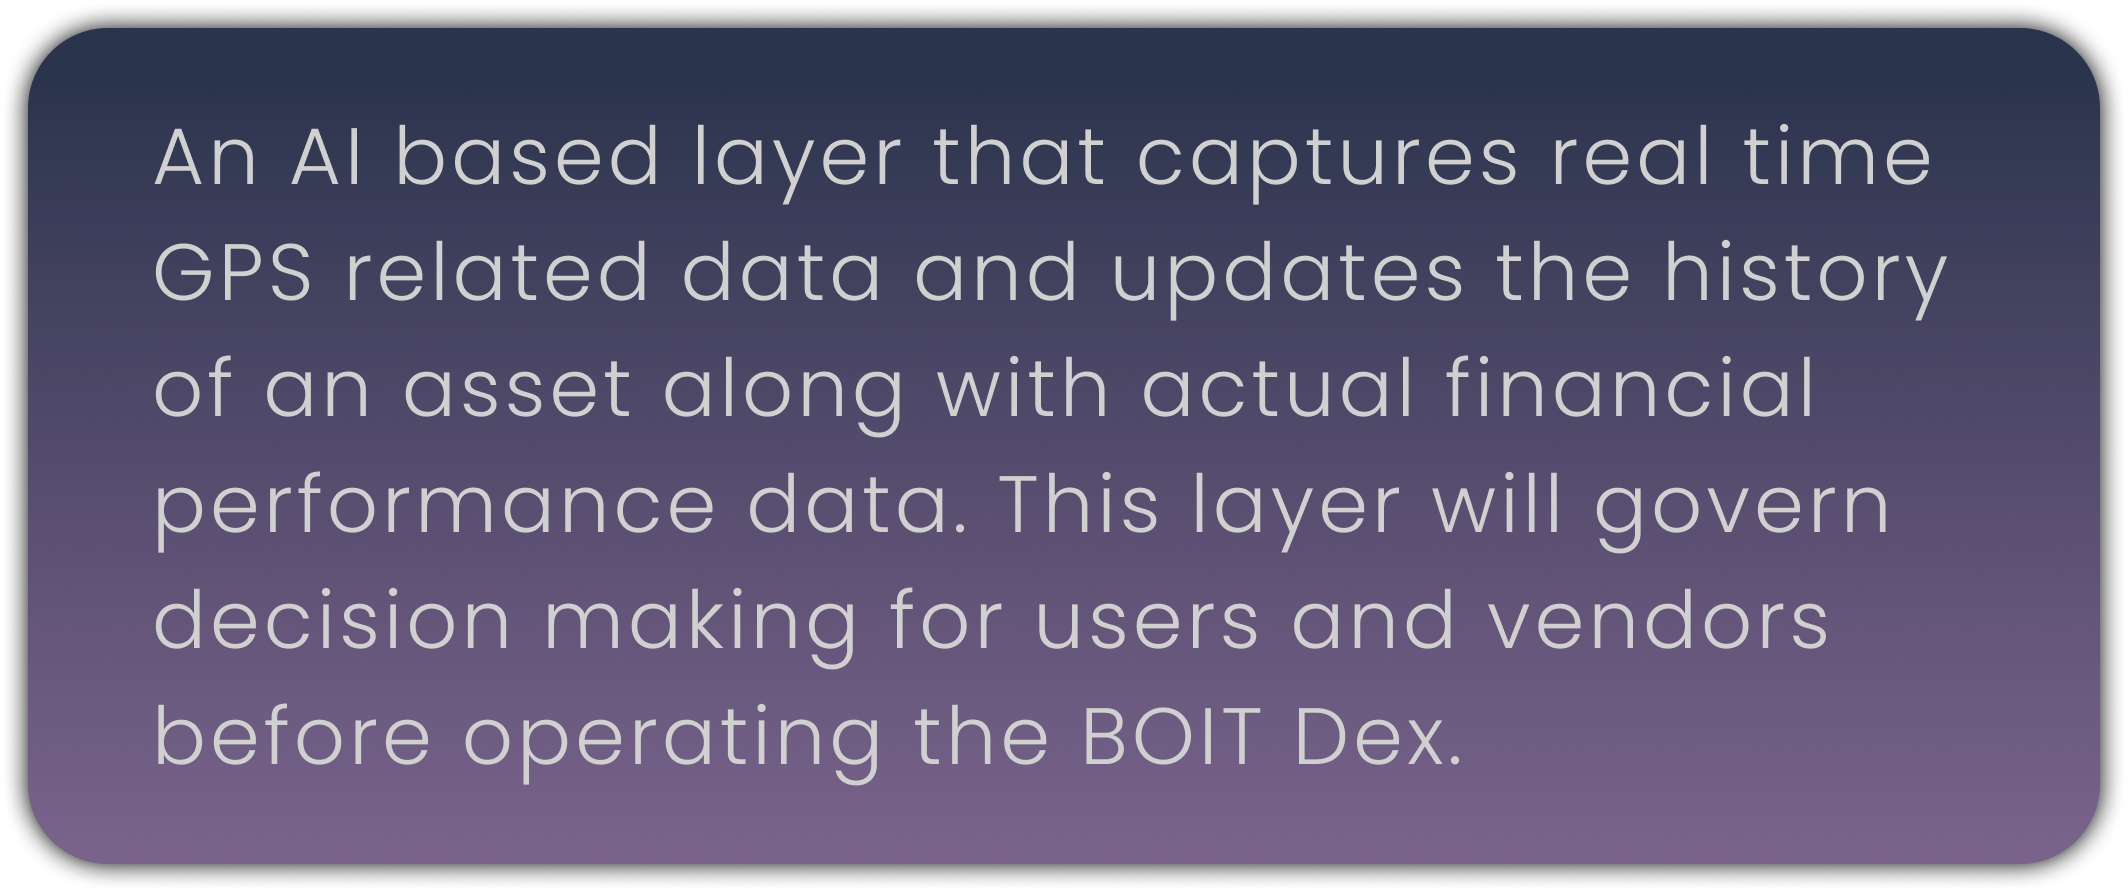 An AI based layer that captures real time
GPS related data and updates the history
of an asset along with actual financial
performance data. This layer will govern
decision making for users and vendors
before operating the BOIT Dex.